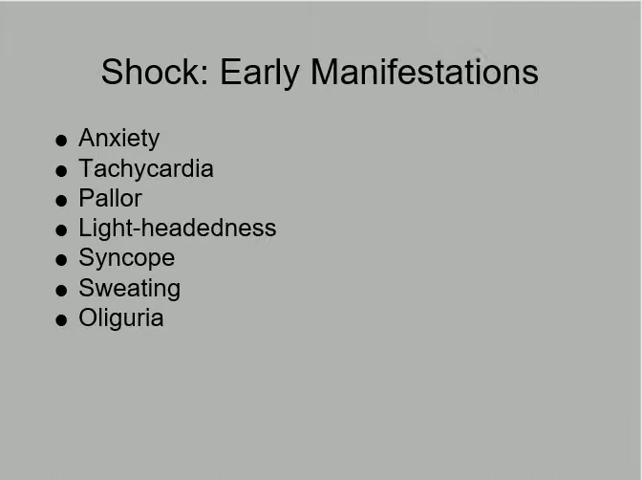 Shock: Early Manifestations
● Anxiety
● Tachycardia
● Pallor
● Light-headedness
● Syncope
● Sweating
● Oliguria